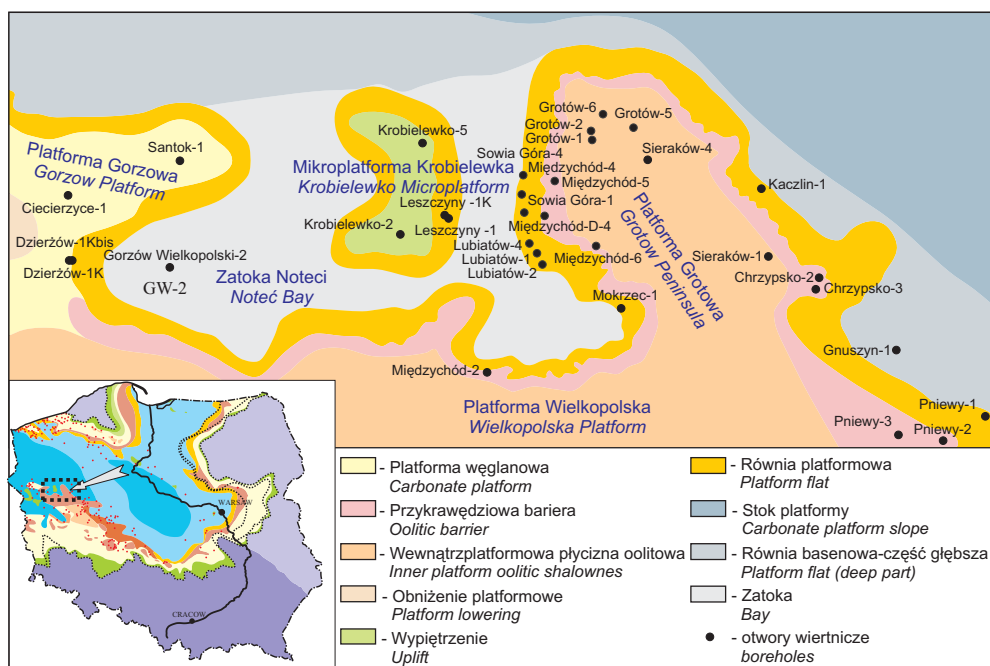 Grotów-6
Grotów-5
Grotów-2
Grotów-1
Krobielewko-5
Santok-1
Sieraków-4
Sowia Góra-4
Platforma Gorzowa
Gorzow Platform
Mikroplatforma Krobielewka
Krobielewko Microplatform
Międzychód-4
Międzychód-5
Kaczlin-1
Ciecierzyce-1
Leszczyny -1K
Sowia Góra-1
Platforma Grotowa
Grotow Peninsula
Krobielewko-2
Leszczyny -1
Międzychód-D-4
Dzierżów-1Kbis
Gorzów Wielkopolski-2
Lubiatów-4
Lubiatów-1
Lubiatów-2
Międzychód-6
Sieraków-1
Dzierżów-1K
GW-2
Zatoka Noteci
Noteć Bay
Chrzypsko-2
Chrzypsko-3
Mokrzec-1
Gnuszyn-1
Międzychód-2
Platforma Wielkopolska
Wielkopolska Platform
Pniewy-1
Pniewy-3
Pniewy-2
WARSAW
CRACOW
- Platforma węglanowa
Carbonate platform
- Przykrawędziowa bariera
Oolitic barrier
- Wewnątrzplatformowa płycizna oolitowa
Inner platform oolitic shalownes
- Obniżenie platformowe
Platform lowering
- Wypiętrzenie
Uplift
- Równia platformowa
Platform flat
- Stok platformy
Carbonate platform slope
- Równia basenowa-część głębsza
Platform flat (deep part)
- Zatoka
Bay
- otwory wiertnicze
boreholes